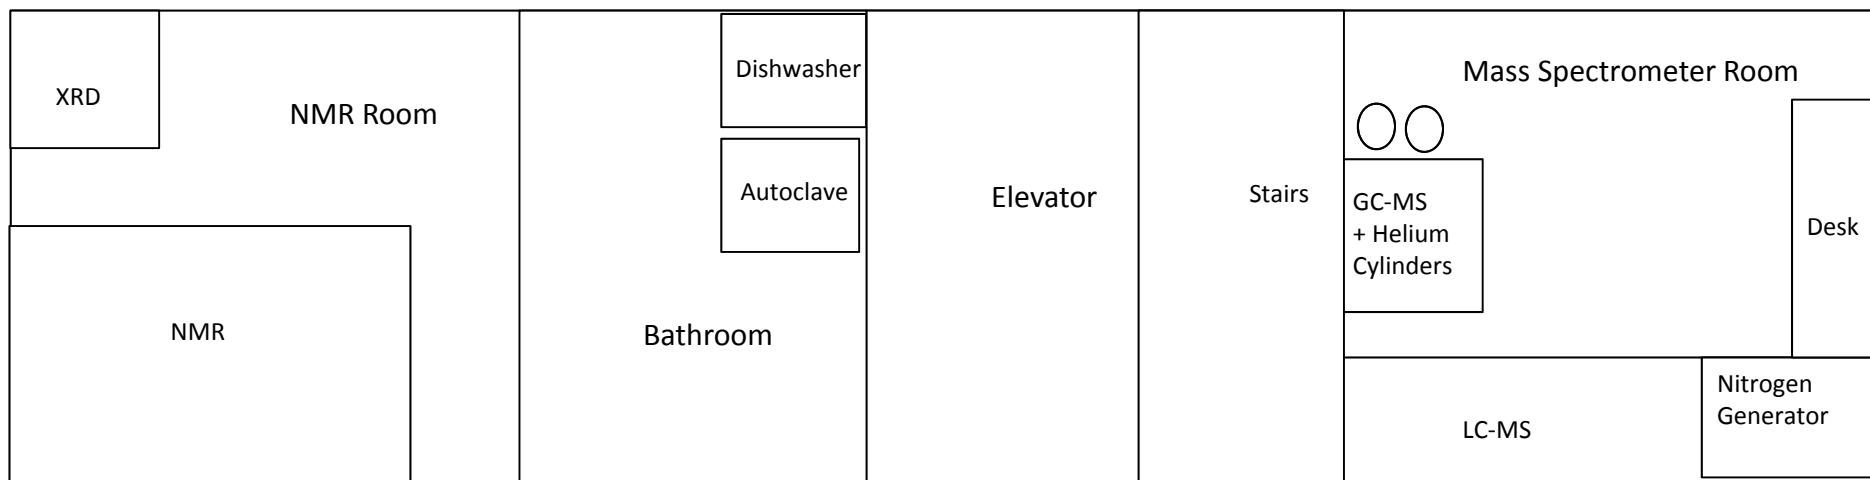 XRD
NMR Room
NMR
Dishwasher
Autoclave
Bathroom
Elevator
Stairs
Mass Spectrometer Room
GC-MS
+ Helium
Cylinders
Desk
LC-MS
Nitrogen
Generator